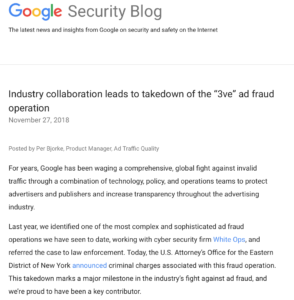 Google Security Blog
The latest news and insights from Google on security and safety on the Internet
Industry collaboration leads to takedown of the “3ve” ad fraud
operation
November 27, 2018
Posted by Per Bjorke, Product Manager, Ad Traffic Quality
For years, Google has been waging a comprehensive, global fight against invalid
traffic through a combination of technology, policy, and operations teams to protect
advertisers and publishers and increase transparency throughout the advertising
industry.
Last year, we identified one of the most complex and sophisticated ad fraud
operations we have seen to date, working with cyber security firm White Ops, and
referred the case to law enforcement. Today, the U.S. Attorney’s Office for the Eastern
District of New York announced criminal charges associated with this fraud operation.
This takedown marks a major milestone in the industry’s fight against ad fraud, and
we’re proud to have been a key contributor.